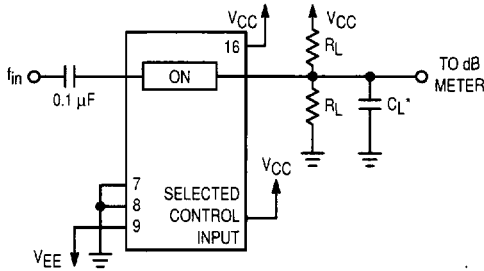 VCC
VCC
16
RL
fin
ON
TO dB
METER
0.1 µF
RL
CL*
VCC
7
8
9
SELECTED
CONTROL
INPUT
VEE